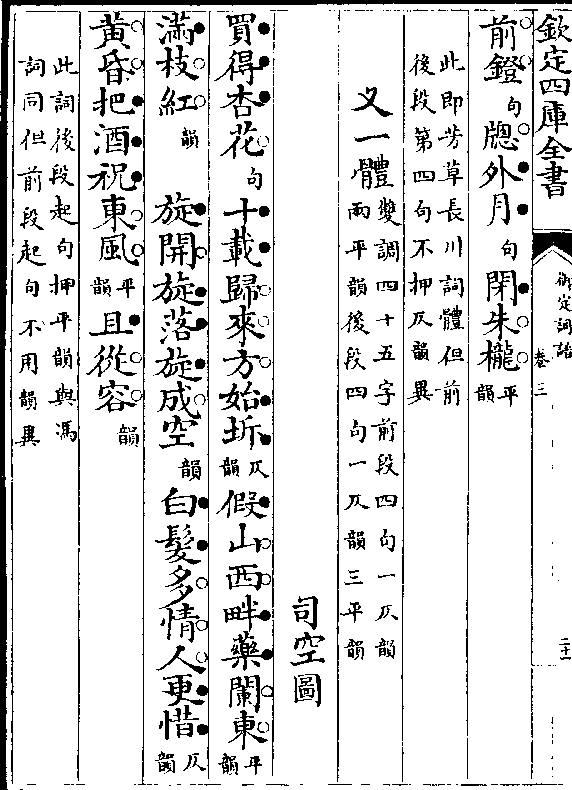 欽定四庫全書
御定詞譜
卷三
二十一
前鐙句牕外月句閉朱櫳平韻
此即芳草長川詞體但前
後段第四句不押仄韻異
又一體雙調四十五字前段四句一仄韻
兩平韻後段四句一仄韻三平韻
司空圖
買得杏花句十載歸來方始坼仄韻假山西畔藥闌東平韻
滿枝紅韻 旋開旋落旋成空韻白髮多情人更惜仄韻
黃昏把酒祝東風平韻且從容韻
此詞後段起句押平韻與馮
詞同但前段起句不用韻異